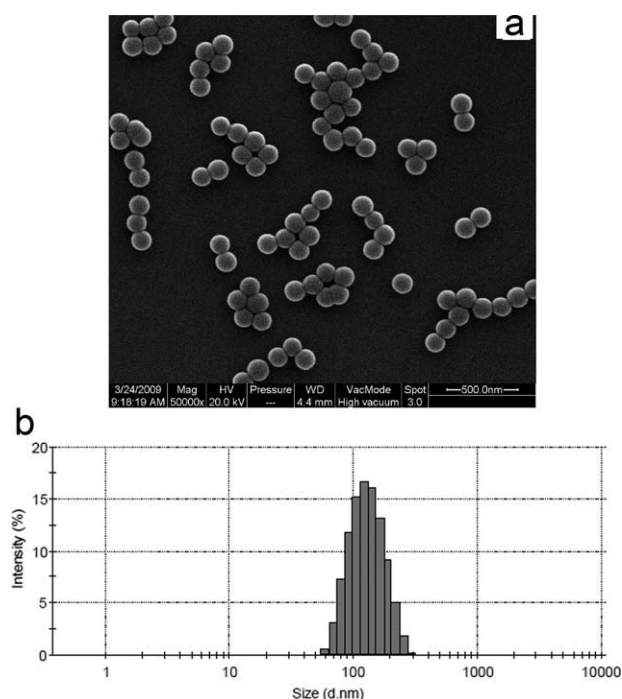 a
3/24/2009 Mag HV Pressure WD VacMode Spot 500.0nm
9:18:19 AM 50000x 20.0 kV --- 4.4 mm High vacuum 3.0
b
20
15
10
5
0
Intensity (%)
1 10 100 1000 10000
Size (d.nm)